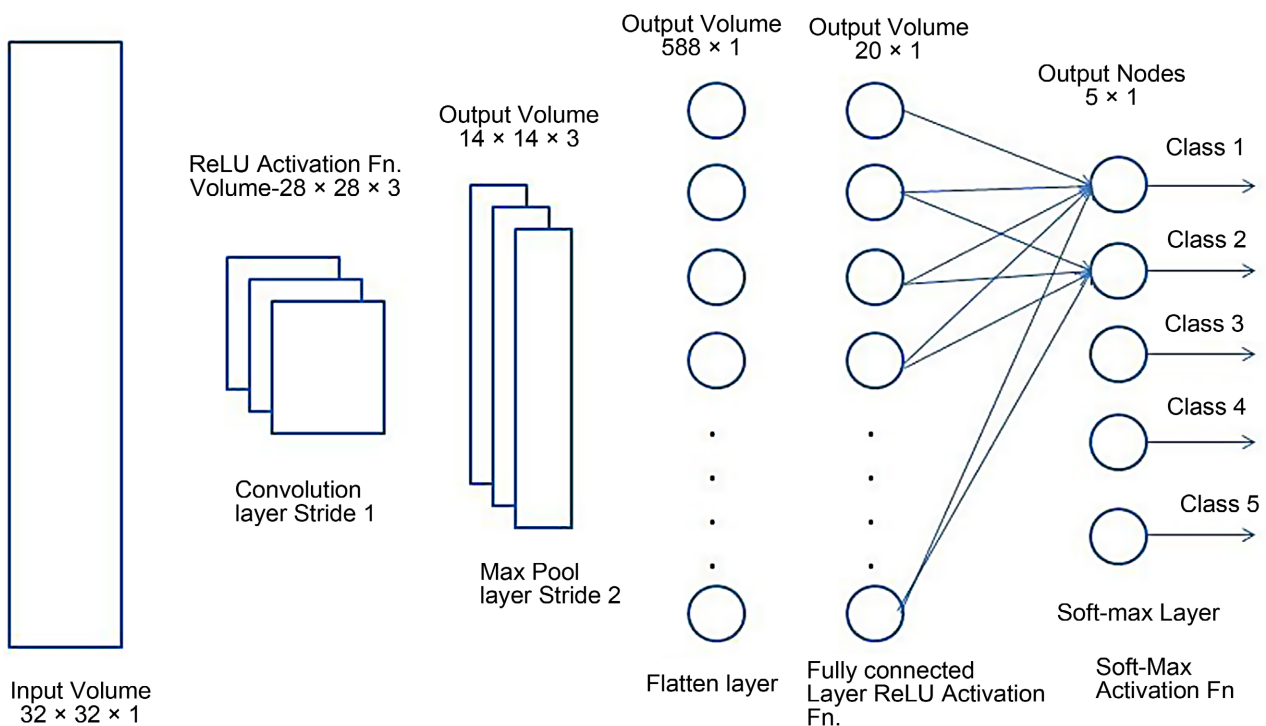 Output Volume
588 × 1
Output Volume
20 × 1
Output Nodes
5 × 1
Output Volume
14 × 14 × 3
ReLU Activation Fn.
Volume-28 × 28 × 3
Class 1
Class 2
Class 3
Class 4
Class 5
Convolution
layer Stride 1
Max Pool
layer Stride 2
Soft-max Layer
Input Volume
32 × 32 × 1
Flatten layer
Fully connected
Layer ReLU Activation
Fn.
Soft-Max
Activation Fn